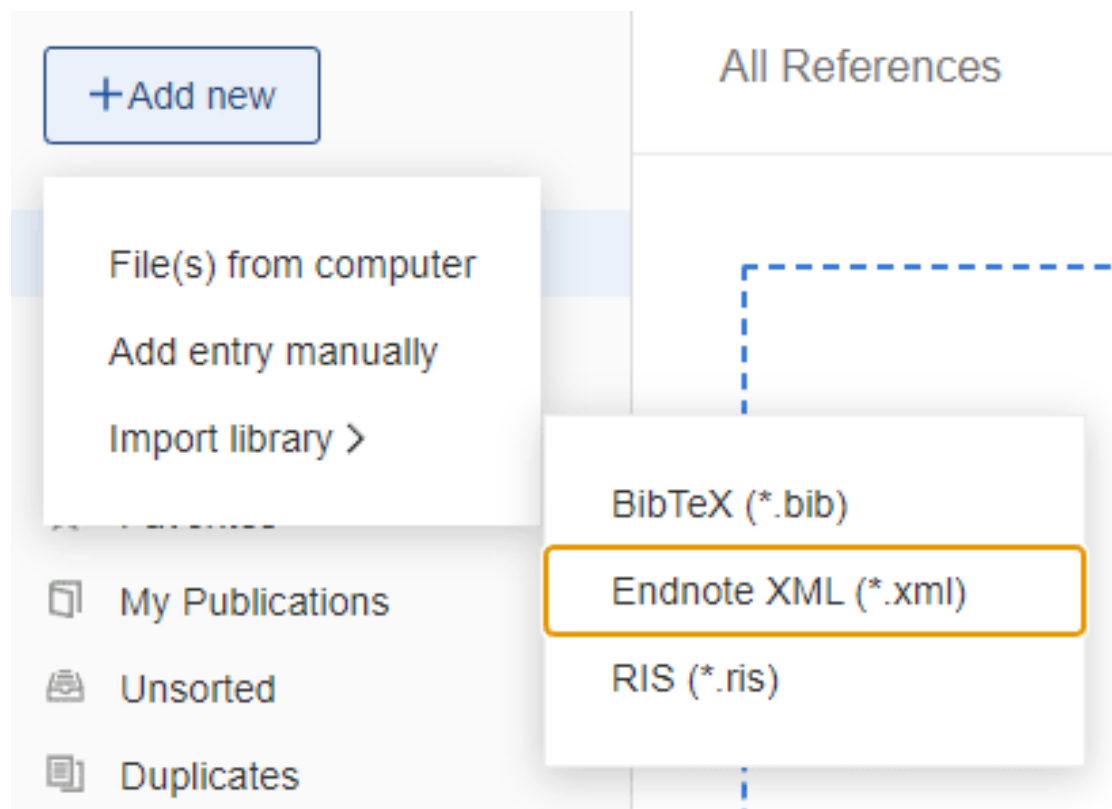 +Add new
All References
File(s) from computer
Add entry manually
Import library >
BibTeX (*.bib)
Endnote XML (*.xml)
RIS (*.ris)
My Publications
Unsorted
Duplicates